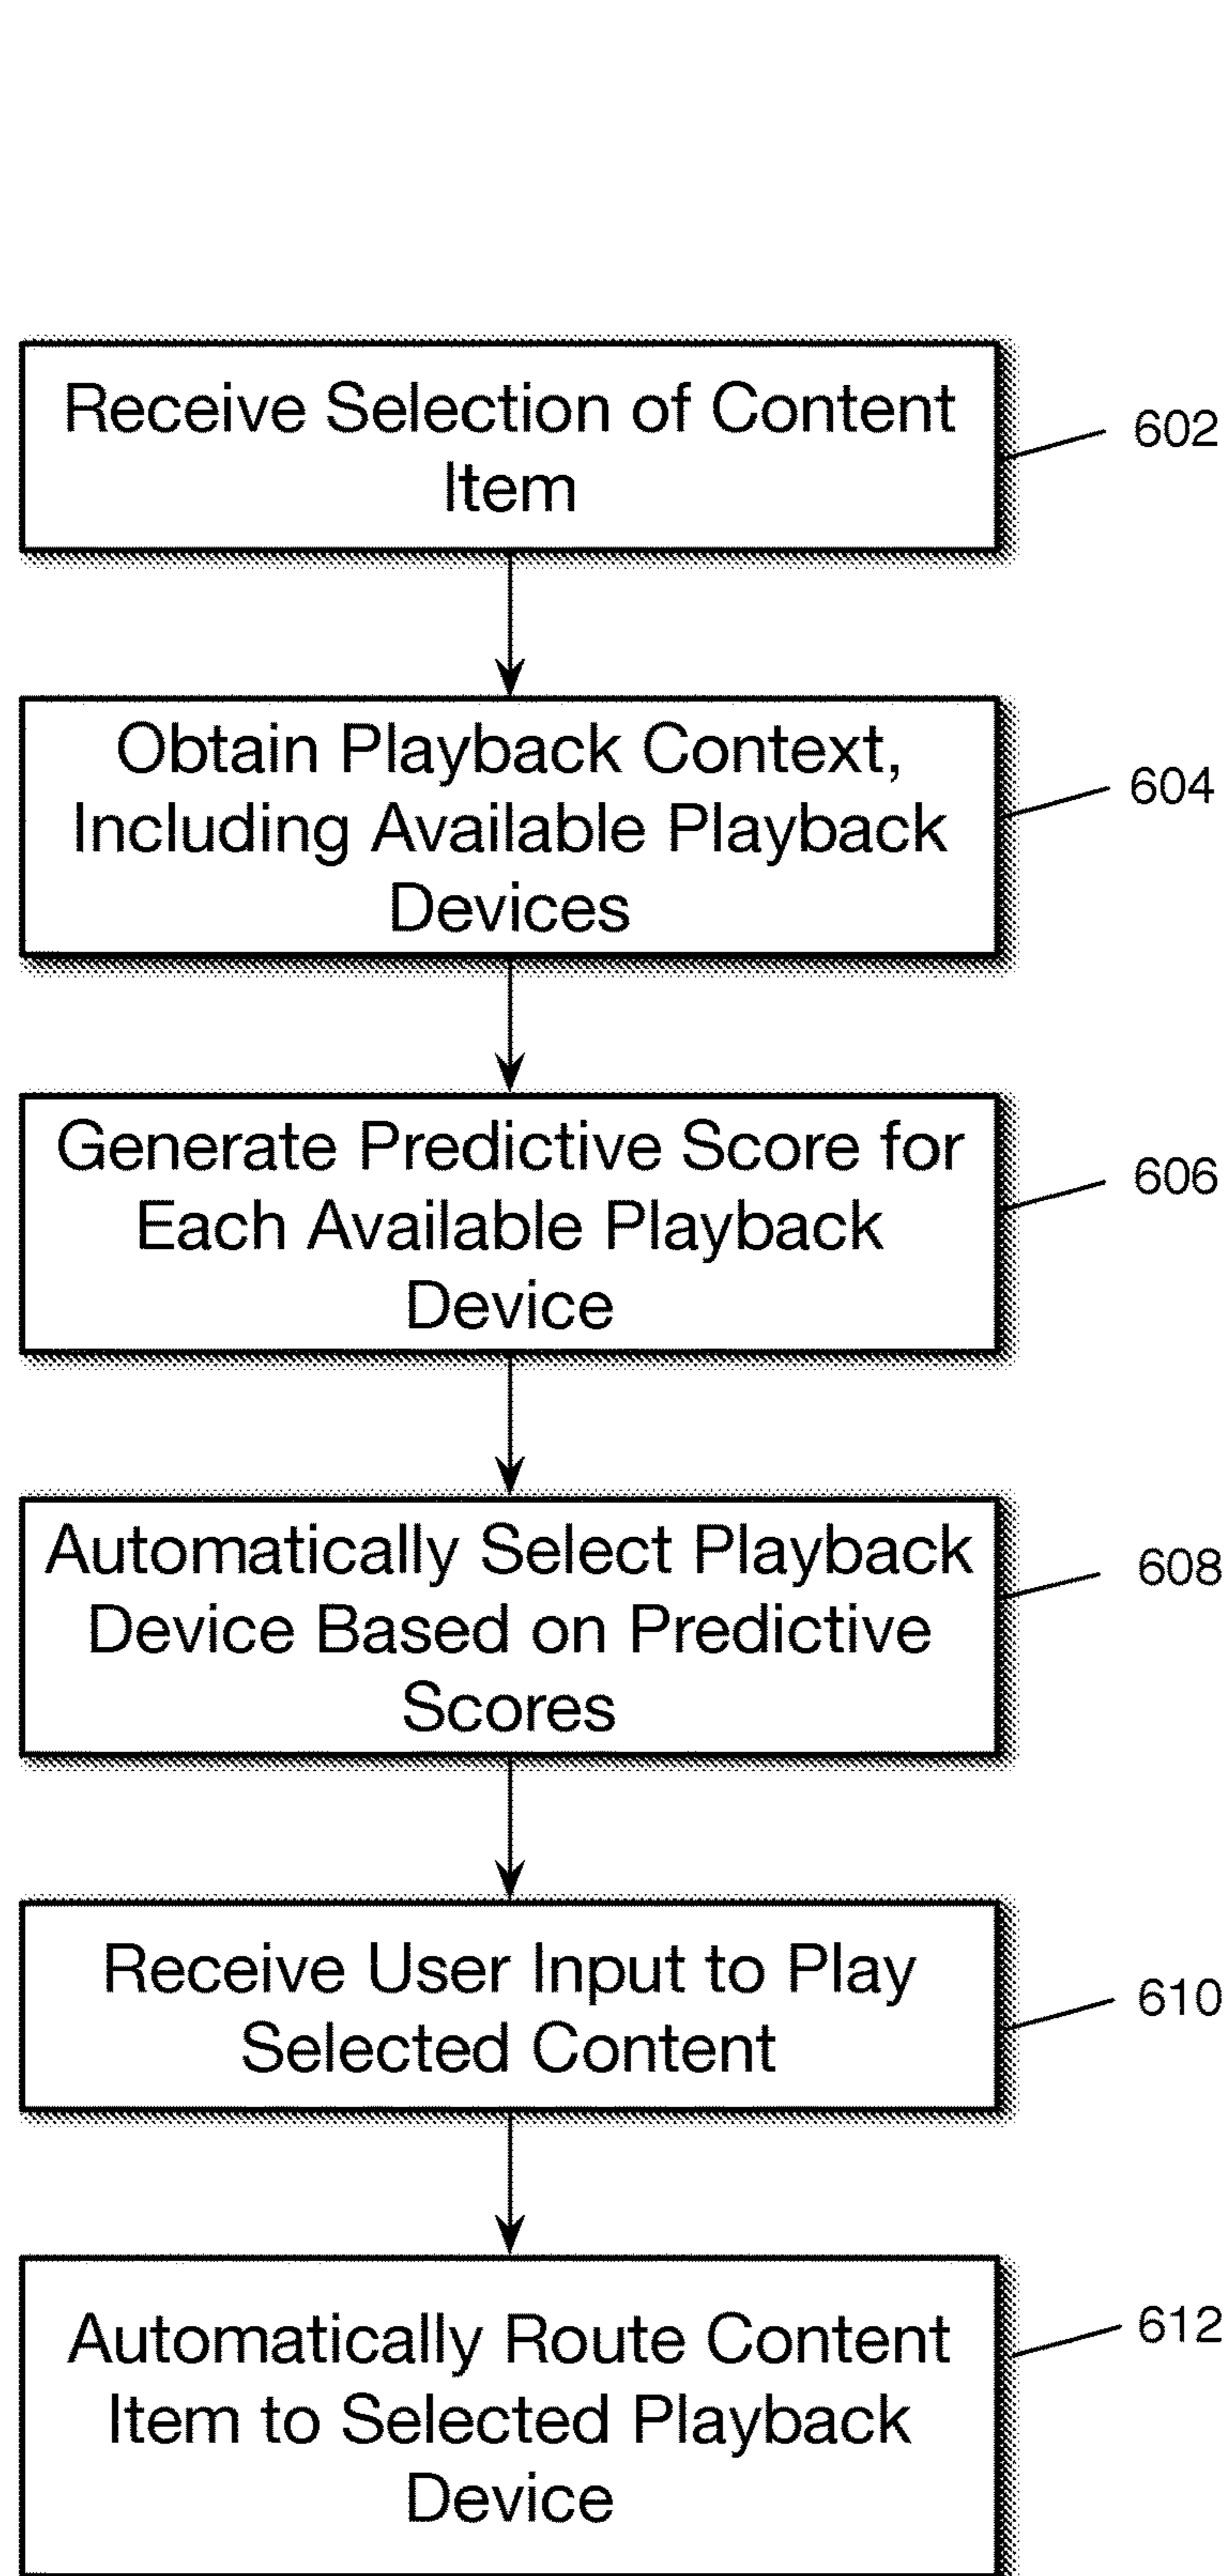 Receive Selection of Content
Item
602
Obtain Playback Context,
Including Available Playback
Devices
604
Generate Predictive Score for
Each Available Playback
Device
606
Automatically Select Playback
Device Based on Predictive
Scores
608
Receive User Input to Play
Selected Content
610
Automatically Route Content
Item to Selected Playback
Device
612